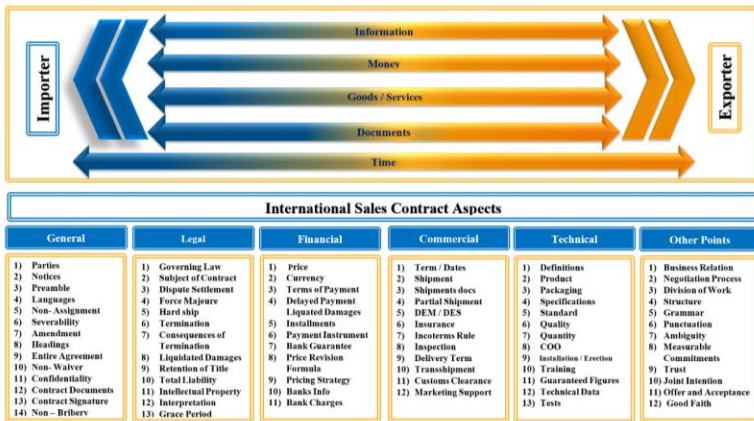 Information
Money
Goods / Services
Documents
Time
Importer
Exporter
International Sales Contract Aspects
General
1) Parties
2) Notices
3) Preamble
4) Languages
5) Non- Assignment
6) Severability
7) Amendment
8) Headings
9) Entire Agreement
10) Non- Waiver
11) Confidentiality
12) Contract Documents
13) Contract Signature
14) Non – Bribery
Legal
1) Governing Law
2) Subject of Contract
3) Dispute Settlement
4) Force Majeure
5) Hard ship
6) Termination
7) Consequences of
Termination
8) Liquidated Damages
9) Retention of Title
10) Total Liability
11) Intellectual Property
12) Interpretation
13) Grace Period
Financial
1) Price
2) Currency
3) Terms of Payment
4) Delayed Payment
Liquated Damages
5) Installments
6) Payment Instrument
7) Bank Guarantee
8) Price Revision
Formula
9) Pricing Strategy
10) Banks Info
11) Bank Charges
Commercial
1) Term / Dates
2) Shipment
3) Shipments docs
4) Partial Shipment
5) DEM / DES
6) Insurance
7) Incoterms Rule
8) Inspection
9) Delivery Term
10) Transshipment
11) Customs Clearance
12) Marketing Support
Technical
1) Definitions
2) Product
3) Packaging
4) Specifications
5) Standard
6) Quality
7) Quantity
8) COO
9) Installation / Erection
10) Training
11) Guaranteed Figures
12) Technical Data
13) Tests
Other Points
1) Business Relation
2) Negotiation Process
3) Division of Work
4) Structure
5) Grammar
6) Punctuation
7) Ambiguity
8) Measurable
Commitments
9) Trust
10) Joint Intention
11) Offer and Acceptance
12) Good Faith